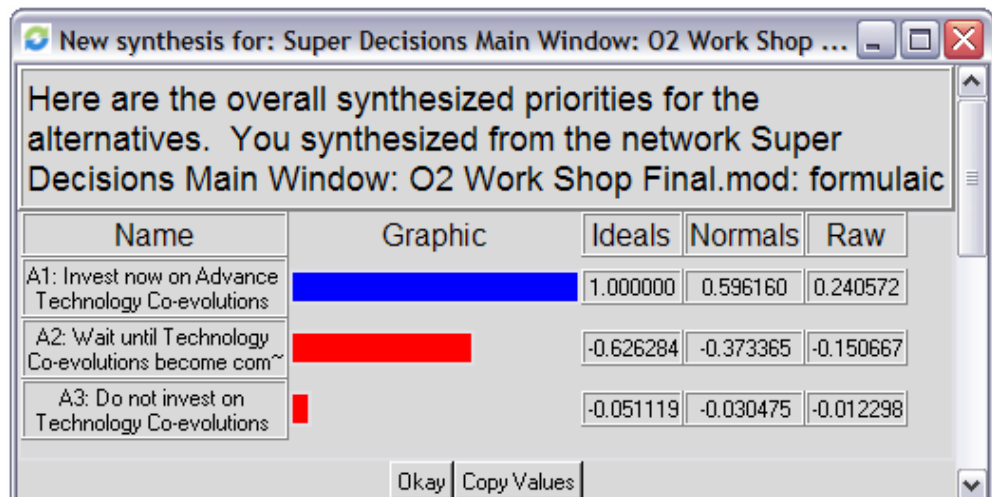 New synthesis for: Super Decisions Main Window: O2 Work Shop ...
Here are the overall synthesized priorities for the
alternatives. You synthesized from the network Super
Decisions Main Window: O2 Work Shop Final.mod: formulaic
Name Graphic Ideals Normals Raw
A1: Invest now on Advance
Technology Co-evolutions
1.000000 0.596160 0.240572
A2: Wait until Technology
Co-evolutions become com~
-0.626284 -0.373365 -0.150667
A3: Do not invest on
Technology Co-evolutions
-0.051119 -0.030475 -0.012298
Okay Copy Values